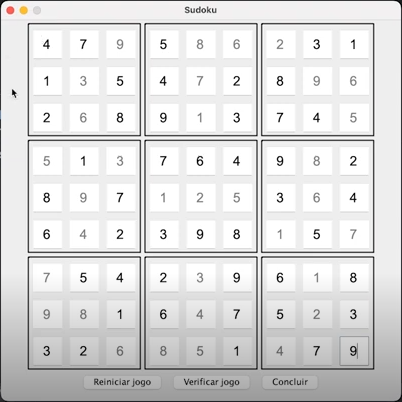 Sudoku
4 7 9 5 8 6 2 3 1
1 3 5 4 7 2 8 9 6
2 6 8 9 1 3 7 4 5
5 1 3 7 6 4 9 8 2
8 9 7 1 2 5 3 6 4
6 4 2 3 9 8 1 5 7
7 5 4 2 3 9 6 1 8
9 8 1 6 4 7 5 2 3
3 2 6 8 5 1 4 7 9
Reiniciar jogo Verificar jogo Concluir